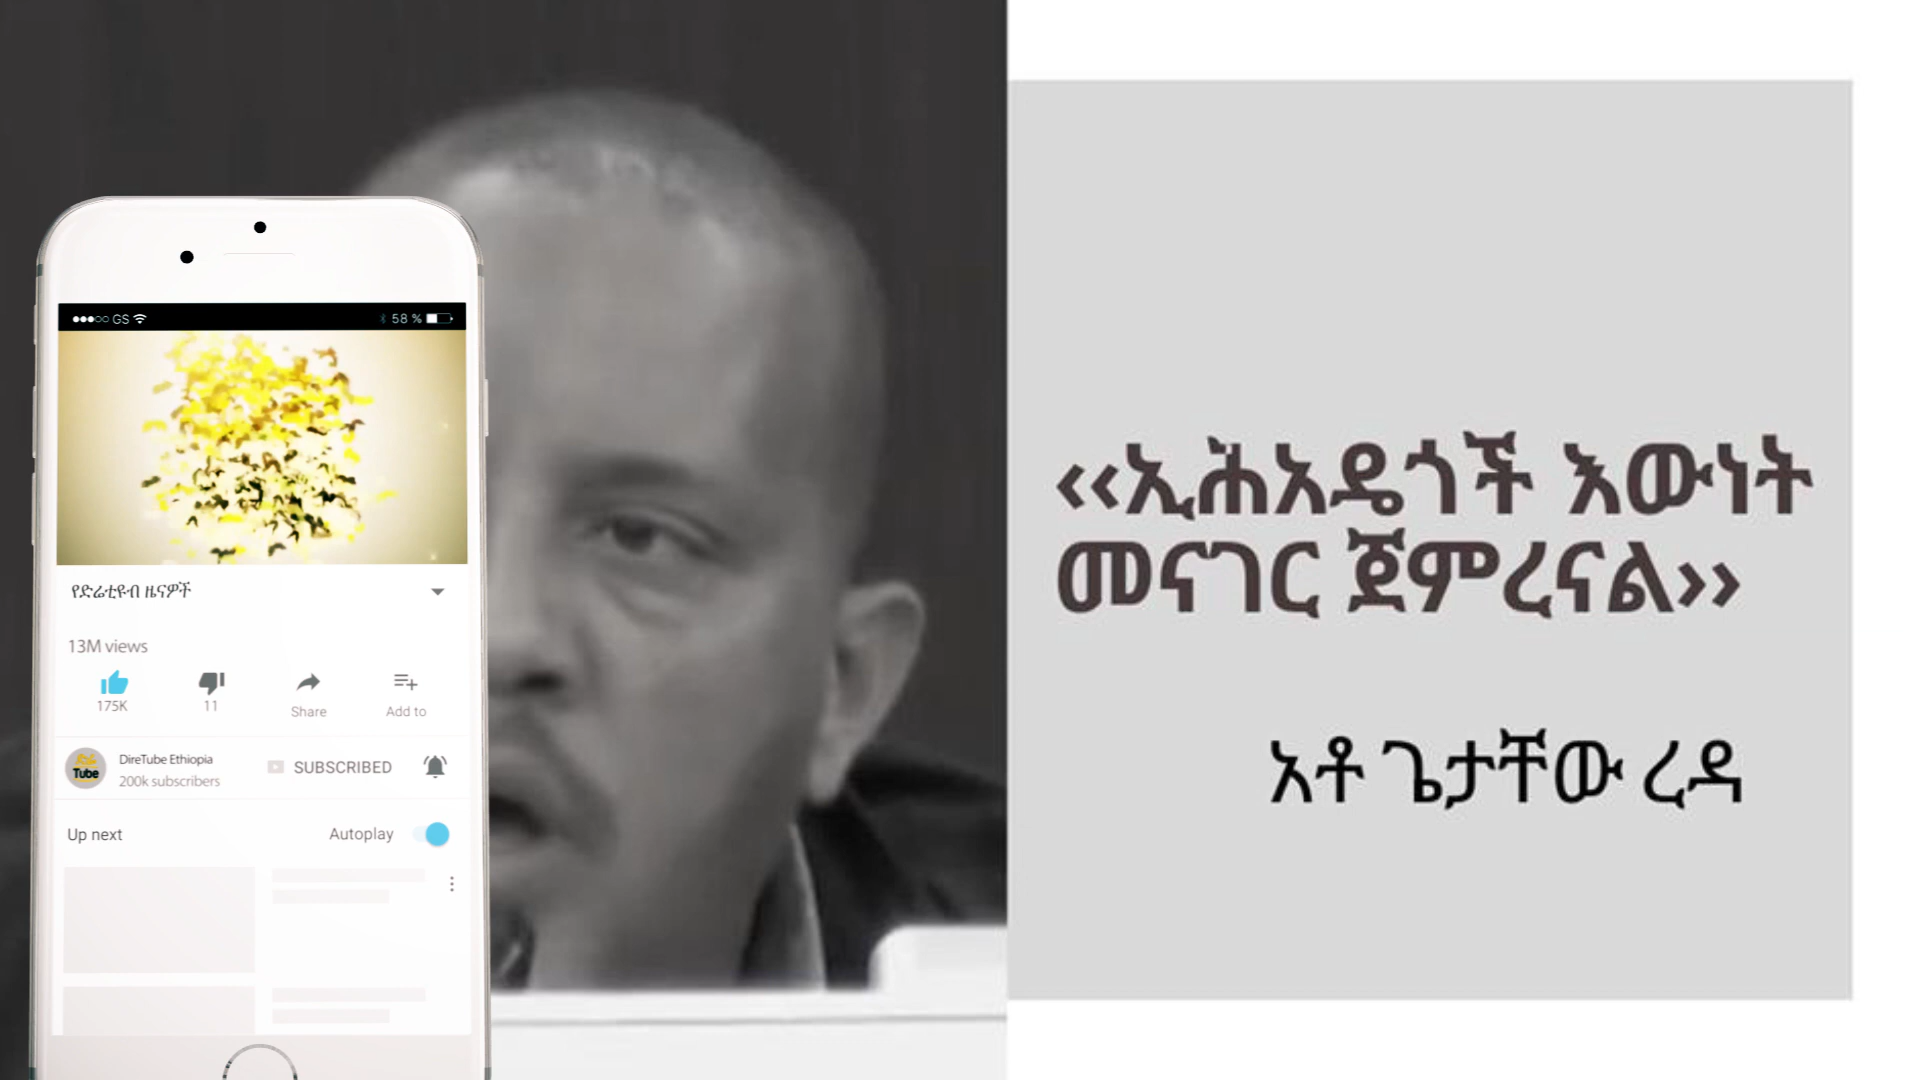 GS 58 %
የድሬቲዩብ ዜናዎች
13M views
175K
11
Share
Add to
Tube
DireTube Ethiopia
200k subscribers
SUBSCRIBED
Up next
Autoplay
‹‹ኢሕአዴጎች እውነት
መናገር ጀምረናል››
አቶ ጌታቸው ረዳ